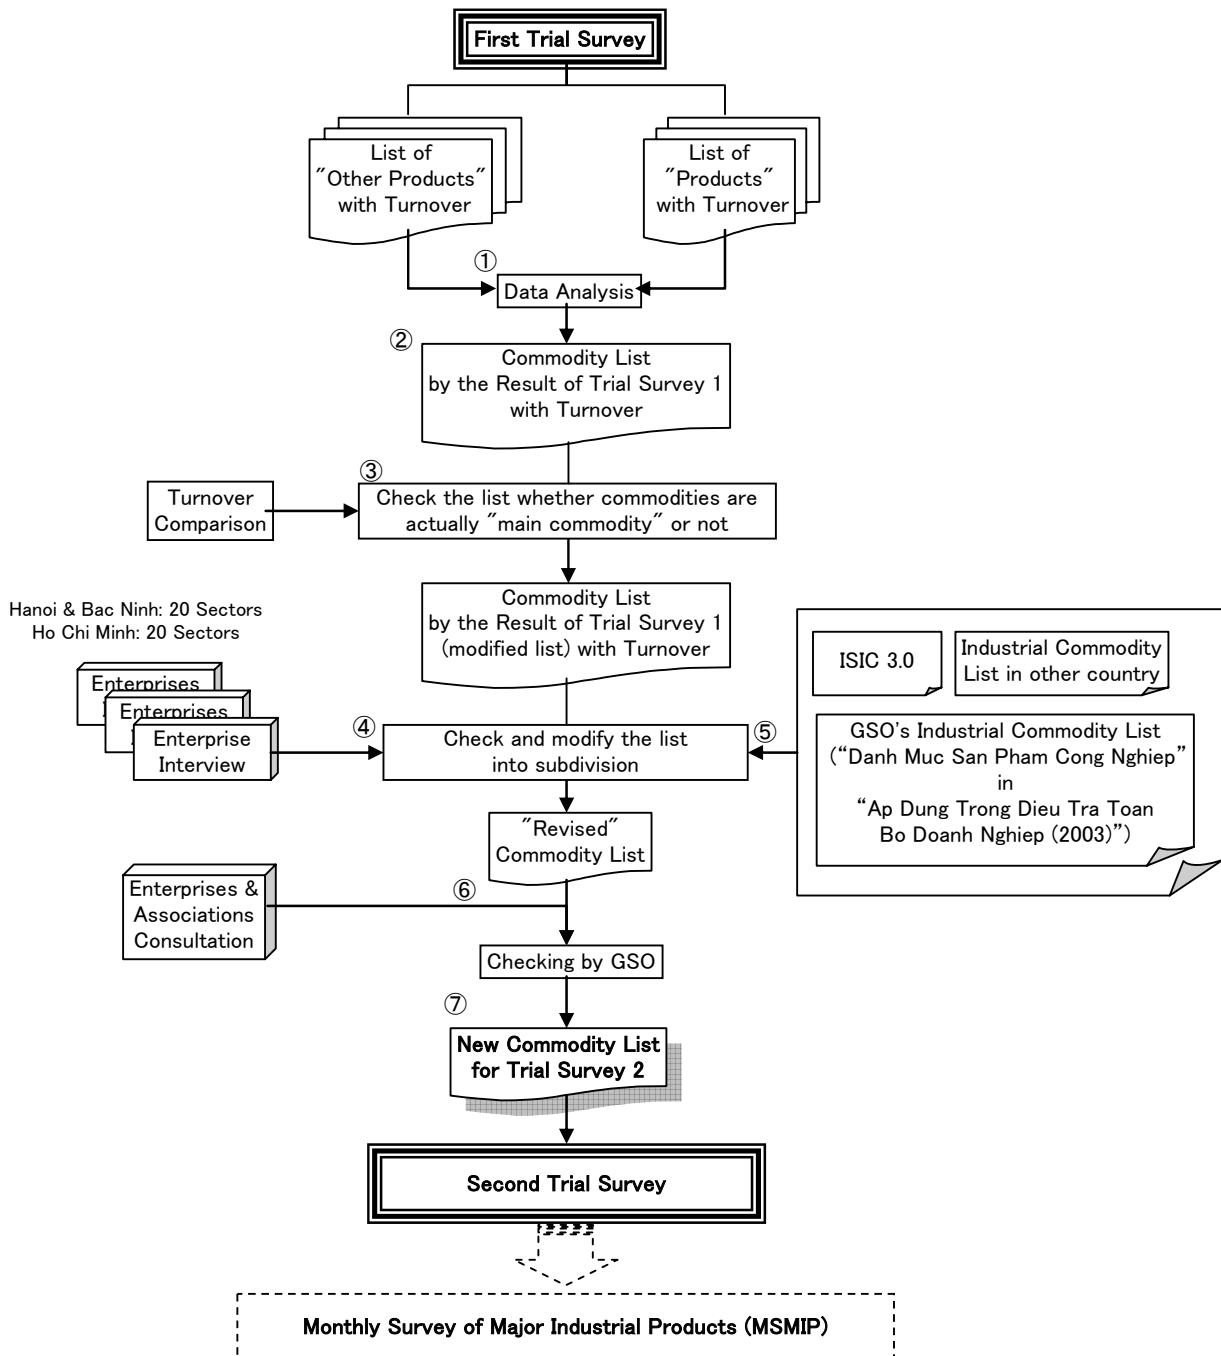 First Trial Survey
List of
"Other Products"
with Turnover
List of
"Products"
with Turnover
①
Data Analysis
②
Commodity List
by the Result of Trial Survey 1
with Turnover
③
Turnover
Comparison
Check the list whether commodities are
actually "main commodity" or not
Hanoi & Bac Ninh: 20 Sectors
Ho Chi Minh: 20 Sectors
Commodity List
by the Result of Trial Survey 1
(modified list) with Turnover
ISIC 3.0
Industrial Commodity
List in other country
Enterprises
Enterprises
Enterprise
Interview
④
Check and modify the list
into subdivision
⑤
GSO's Industrial Commodity List
(“Danh Muc San Pham Cong Nghiep”
in
“Ap Dung Trong Dieu Tra Toan
Bo Doanh Nghiep (2003)”)
"Revised"
Commodity List
⑥
Enterprises &
Associations
Consultation
Checking by GSO
⑦
New Commodity List
for Trial Survey 2
Second Trial Survey
Monthly Survey of Major Industrial Products (MSMIP)